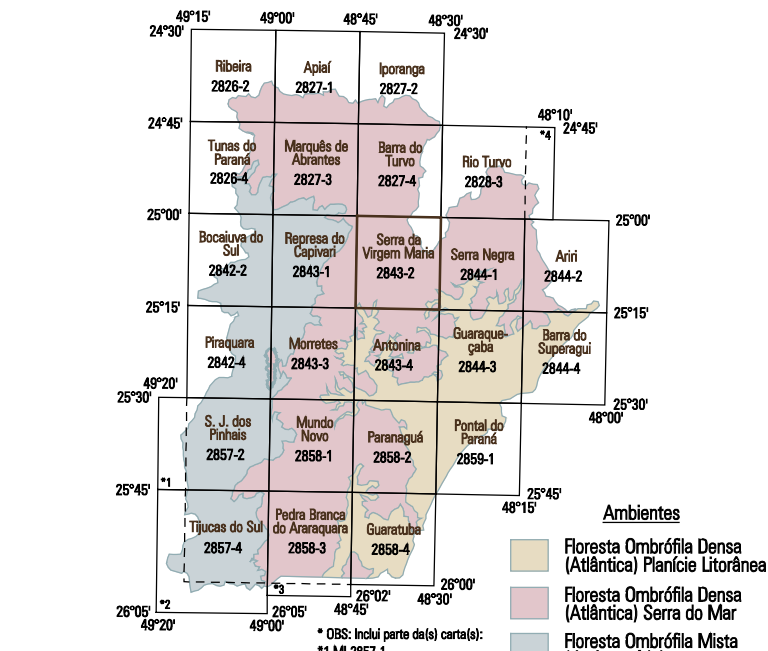 49°15' 49°00' 48°45' 48°30'
24°30' 24°30'
Ribeira
2826-2
Apiaí
2827-1
Iporanga
2827-2
48°10'
24°45' *4 24°45'
Tunas do
Paraná
2826-4
Marquês de
Abrantes
2827-3
Barra do
Turvo
2827-4
Rio Turvo
2828-3
25°00' 25°00'
Bocaiuva do
Sul
2842-2
Represa do
Capivari
2843-1
Serra da
Virgem Maria
2843-2
Serra Negra
2844-1
Ariri
2844-2
25°15' 25°15'
Piraquara
2842-4
Morretes
2843-3
Antonina
2843-4
Guaraque-
çaba
2844-3
Barra do
Superagui
2844-4
49°20'
25°30' 25°30'
48°00'
S. J. dos
Pinhais
2857-2
Mundo
Novo
2858-1
Paranaguá
2858-2
Pontal do
Paraná
2859-1
25°45' *1 25°45'
48°15'
Tijucas do Sul
2857-4
Pedra Branca
do Araraquara
2858-3
Guaratuba
2858-4
*3 26°02' 26°00'
26°05' *2 26°05' 48°45' 48°30'
49°20' 49°00'
Ambientes
Floresta Ombrófila Densa
(Atlântica) Planície Litorânea
Floresta Ombrófila Densa
(Atlântica) Serra do Mar
Floresta Ombrófila Mista
* OBS: Inclui parte da(s) carta(s):
*1 MI 2857-1